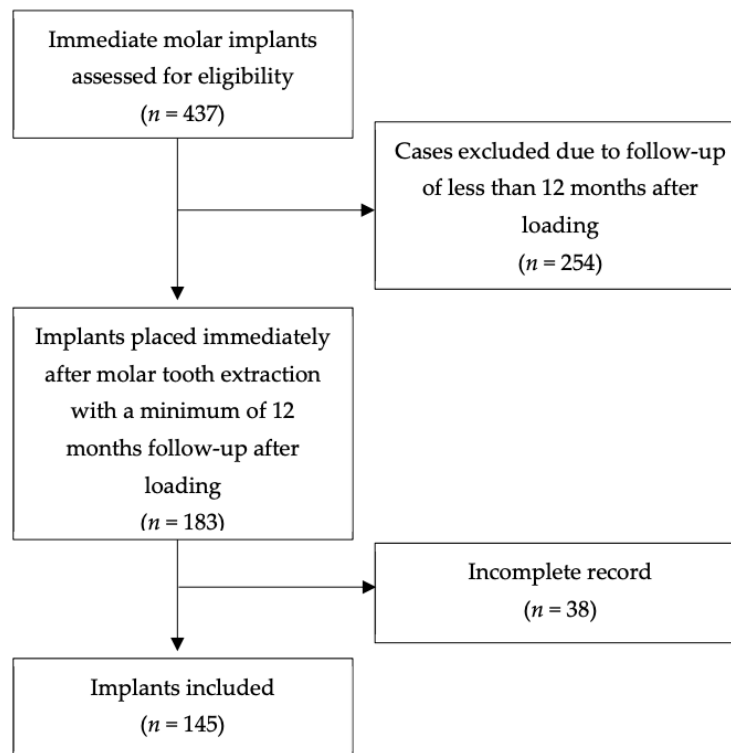 Immediate molar implants
assessed for eligibility
(n = 437)
Cases excluded due to follow-up
of less than 12 months after
loading
(n = 254)
Implants placed immediately
after molar tooth extraction
with a minimum of 12
months follow-up after
loading
(n = 183)
Incomplete record
(n = 38)
Implants included
(n = 145)